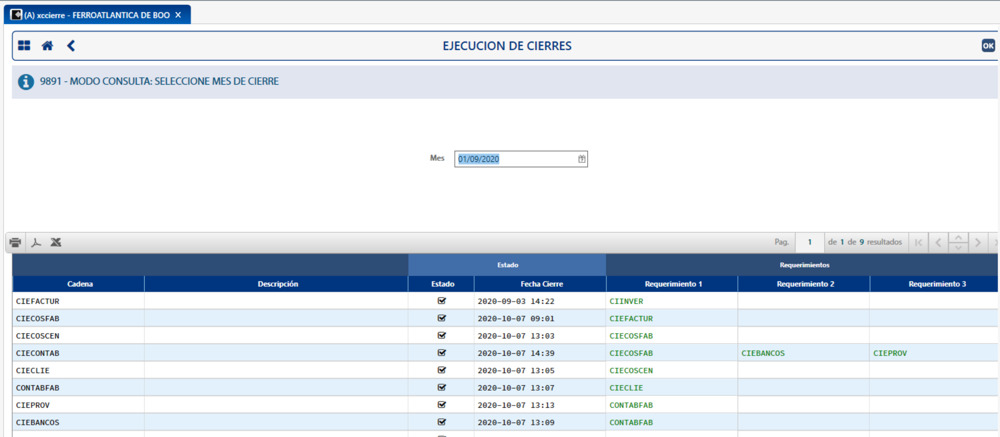 (A) xccierre - FERROATLANTICA DE BOO X
EJECUCION DE CIERRES
OK
9891 - MODO CONSULTA: SELECCIONE MES DE CIERRE
Mes 01/09/2020
Pag. 1 de 1 de 9 resultados
Estado Requerimientos
Cadena Descripción Estado Fecha Cierre Requerimiento 1 Requerimiento 2 Requerimiento 3
CIEFACTUR 2020-09-03 14:22 CIINVER
CIECOSFAB 2020-10-07 09:01 CIEFACTUR
CIECOSCEN 2020-10-07 13:03 CIECOSFAB
CIECONTAB 2020-10-07 14:39 CIECOSFAB CIEBANCOS CIEPROV
CIECLIE 2020-10-07 13:05 CIECOSCEN
CONTABFAB 2020-10-07 13:07 CIECLIE
CIEPROV 2020-10-07 13:13 CONTABFAB
CIEBANCOS 2020-10-07 13:09 CONTABFAB